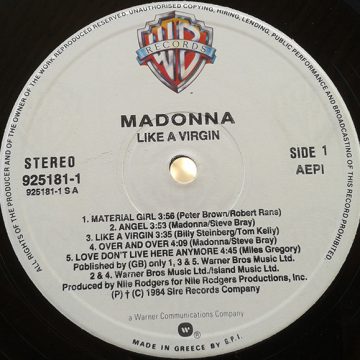 ALL RIGHTS OF THE PRODUCER AND OF THE OWNER OF THE WORK REPRODUCED RESERVED. UNAUTHORISED COPYING, HIRING, LENDING, PUBLIC PERFORMANCE AND BROADCASTING OF THIS RECORD PROHIBITED
WB
RECORDS
MADONNA
LIKE A VIRGIN
STEREO
925181-1
925181-1 S A
SIDE 1
AEPI
1. MATERIAL GIRL 3:56 (Peter Brown/Robert Rans)
2. ANGEL 3:53 (Madonna/Steve Bray)
3. LIKE A VIRGIN 3:35 (Billy Steinberg/Tom Kelly)
4. OVER AND OVER 4:09 (Madonna/Steve Bray)
5. LOVE DON'T LIVE HERE ANYMORE 4:45 (Miles Gregory)
Published by (GB) only 1, 3 & 5. Warner Bros Music Ltd./
2 & 4. Warner Bros Music Ltd./Island Music Ltd.
Produced by Nile Rodgers for Nile Rodgers Productions, Inc.
(P) † (C) 1984 Sire Records Company
a Warner Communications Company
MADE IN GREECE BY G.P.I.